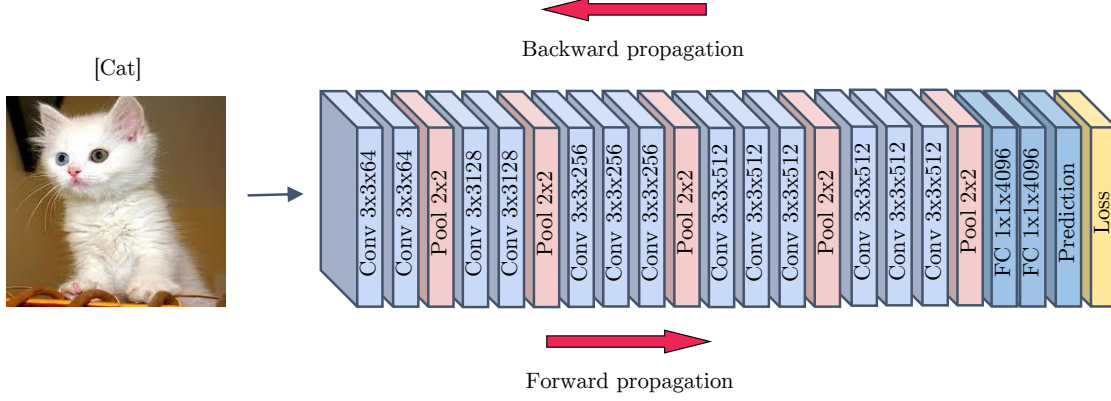 Backward propagation
[Cat]
Conv 3x3x64
Conv 3x3x64
Pool 2x2
Conv 3x3128
Conv 3x3128
Pool 2x2
Conv 3x3x256
Conv 3x3x256
Conv 3x3x256
Pool 2x2
Conv 3x3x512
Conv 3x3x512
Conv 3x3x512
Pool 2x2
Conv 3x3x512
Conv 3x3x512
Conv 3x3x512
Pool 2x2
FC 1x1x4096
FC 1x1x4096
Prediction
Loss
Forward propagation